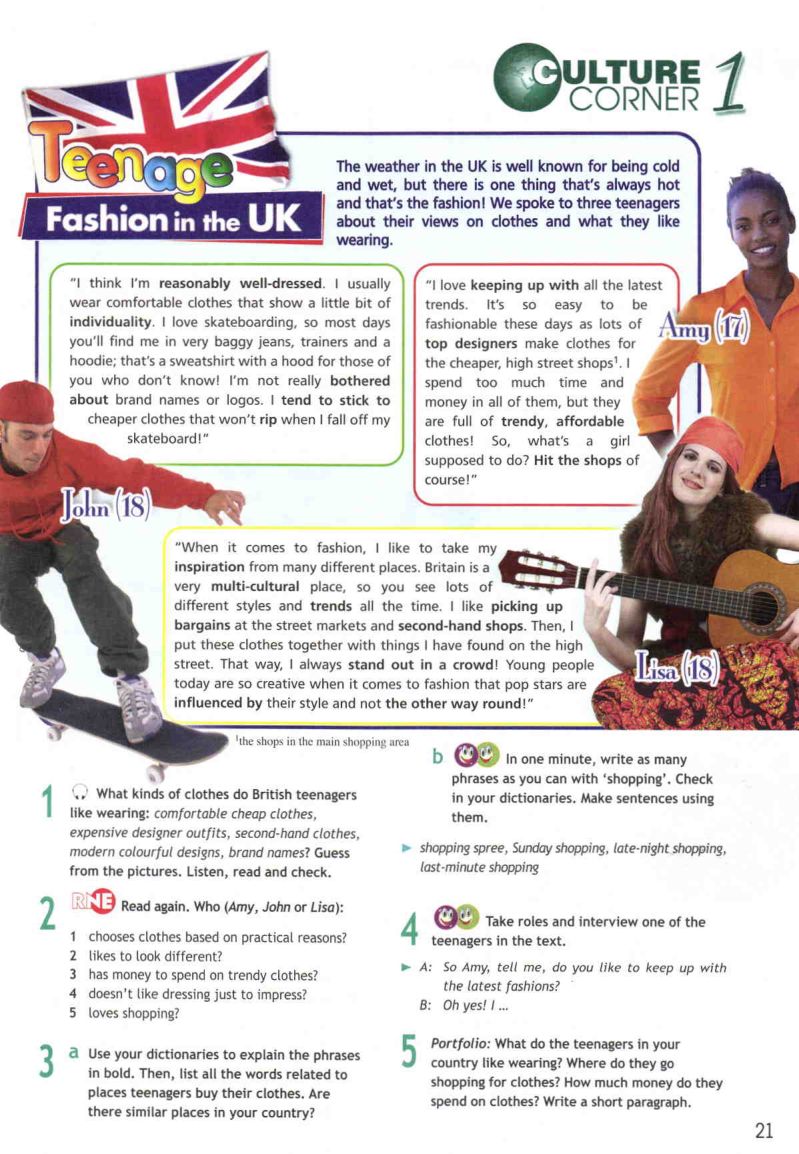 CULTURE
CORNER 1
Teenage
Fashion in the UK
The weather in the UK is well known for being cold
and wet, but there is one thing that's always hot
and that's the fashion! We spoke to three teenagers
about their views on clothes and what they like
wearing.
"I think I'm reasonably well-dressed. I usually
wear comfortable clothes that show a little bit of
individuality. I love skateboarding, so most days
you'll find me in very baggy jeans, trainers and a
hoodie; that's a sweatshirt with a hood for those of
you who don't know! I'm not really bothered
about brand names or logos. I tend to stick to
cheaper clothes that won't rip when I fall off my
skateboard!"
John (18)
"I love keeping up with all the latest
trends. It's so easy to be
fashionable these days as lots of
top designers make clothes for
the cheaper, high street shops¹. I
spend too much time and
money in all of them, but they
are full of trendy, affordable
clothes! So, what's a girl
supposed to do? Hit the shops of
course!"
Amy (17)
"When it comes to fashion, I like to take my
inspiration from many different places. Britain is a
very multi-cultural place, so you see lots of
different styles and trends all the time. I like picking up
bargains at the street markets and second-hand shops. Then, I
put these clothes together with things I have found on the high
street. That way, I always stand out in a crowd! Young people
today are so creative when it comes to fashion that pop stars are
influenced by their style and not the other way round!"
Lisa (18)
¹the shops in the main shopping area
1 What kinds of clothes do British teenagers
like wearing: comfortable cheap clothes,
expensive designer outfits, second-hand clothes,
modern colourful designs, brand names? Guess
from the pictures. Listen, read and check.
2 RNE Read again. Who (Amy, John or Lisa):
1 chooses clothes based on practical reasons?
2 likes to look different?
3 has money to spend on trendy clothes?
4 doesn't like dressing just to impress?
5 loves shopping?
3 a Use your dictionaries to explain the phrases
in bold. Then, list all the words related to
places teenagers buy their clothes. Are
there similar places in your country?
b In one minute, write as many
phrases as you can with 'shopping'. Check
in your dictionaries. Make sentences using
them.
shopping spree, Sunday shopping, late-night shopping,
last-minute shopping
4 Take roles and interview one of the
teenagers in the text.
A: So Amy, tell me, do you like to keep up with
the latest fashions?
B: Oh yes! I ...
5 Portfolio: What do the teenagers in your
country like wearing? Where do they go
shopping for clothes? How much money do they
spend on clothes? Write a short paragraph.
21